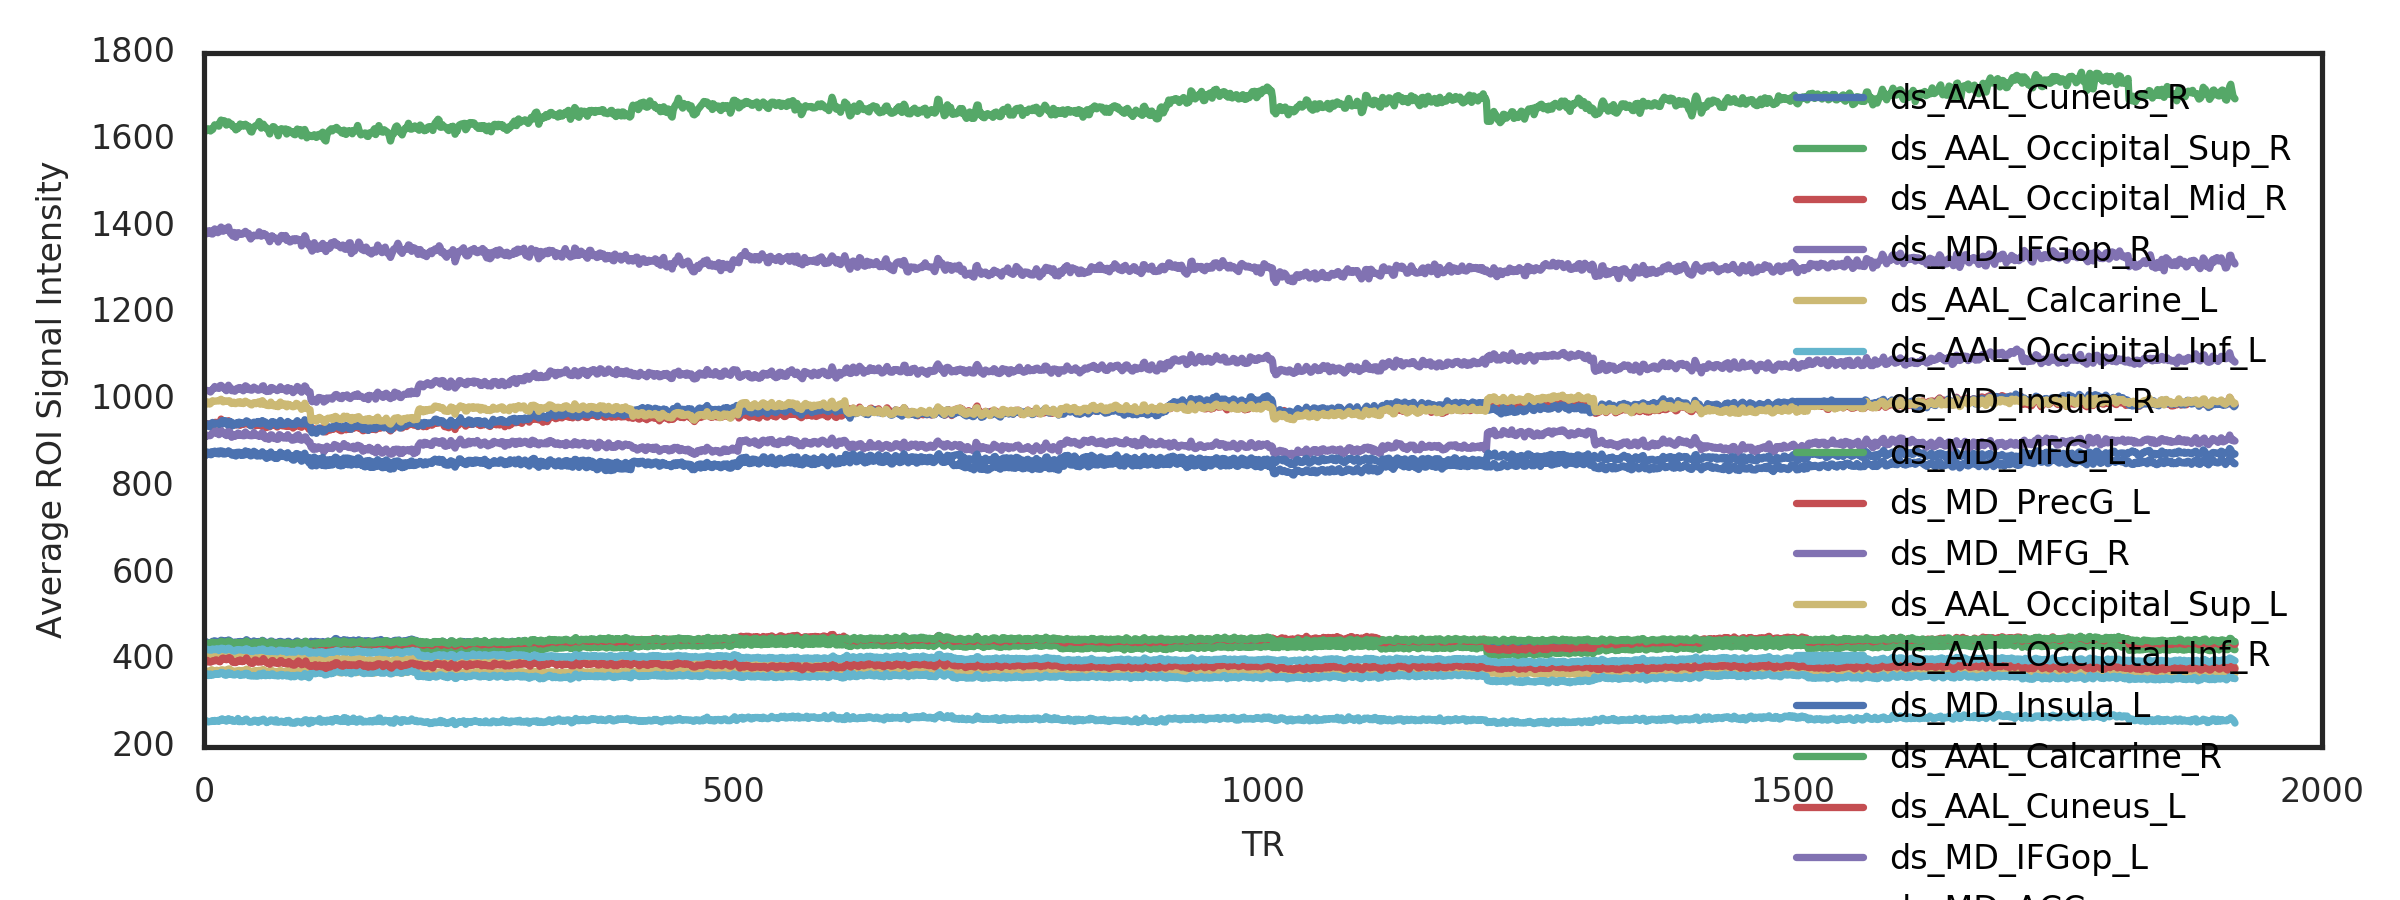 1800
1600
1400
1200
1000
800
600
400
200
Average ROI Signal Intensity
0
500
1000
1500
2000
TR
ds_AAL_Cuneus_R
ds_AAL_Occipital_Sup_R
ds_AAL_Occipital_Mid_R
ds_MD_IFGop_R
ds_AAL_Calcarine_L
ds_AAL_Occipital_Inf_L
ds_MD_Insula_R
ds_MD_MFG_L
ds_MD_PrecG_L
ds_MD_MFG_R
ds_AAL_Occipital_Sup_L
ds_AAL_Occipital_Inf_R
ds_MD_Insula_L
ds_AAL_Calcarine_R
ds_AAL_Cuneus_L
ds_MD_IFGop_L